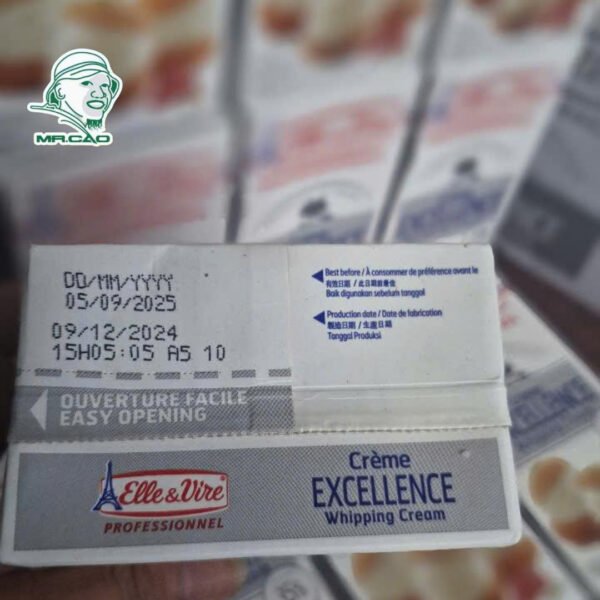 MR.CAO
DD/MM/YYYY
05/09/2025
09/12/2024
15H05:05 A5 10
Best before / À consommer de préférence avant le
有效日期 / 此日期前最佳
Baik digunakan sebelum tanggal
Production date / Date de fabrication
製造日期 / 生産日期
Tanggal Produksi
OUVERTURE FACILE
EASY OPENING
Elle&Vire
PROFESSIONNEL
Crème
EXCELLENCE
Whipping Cream